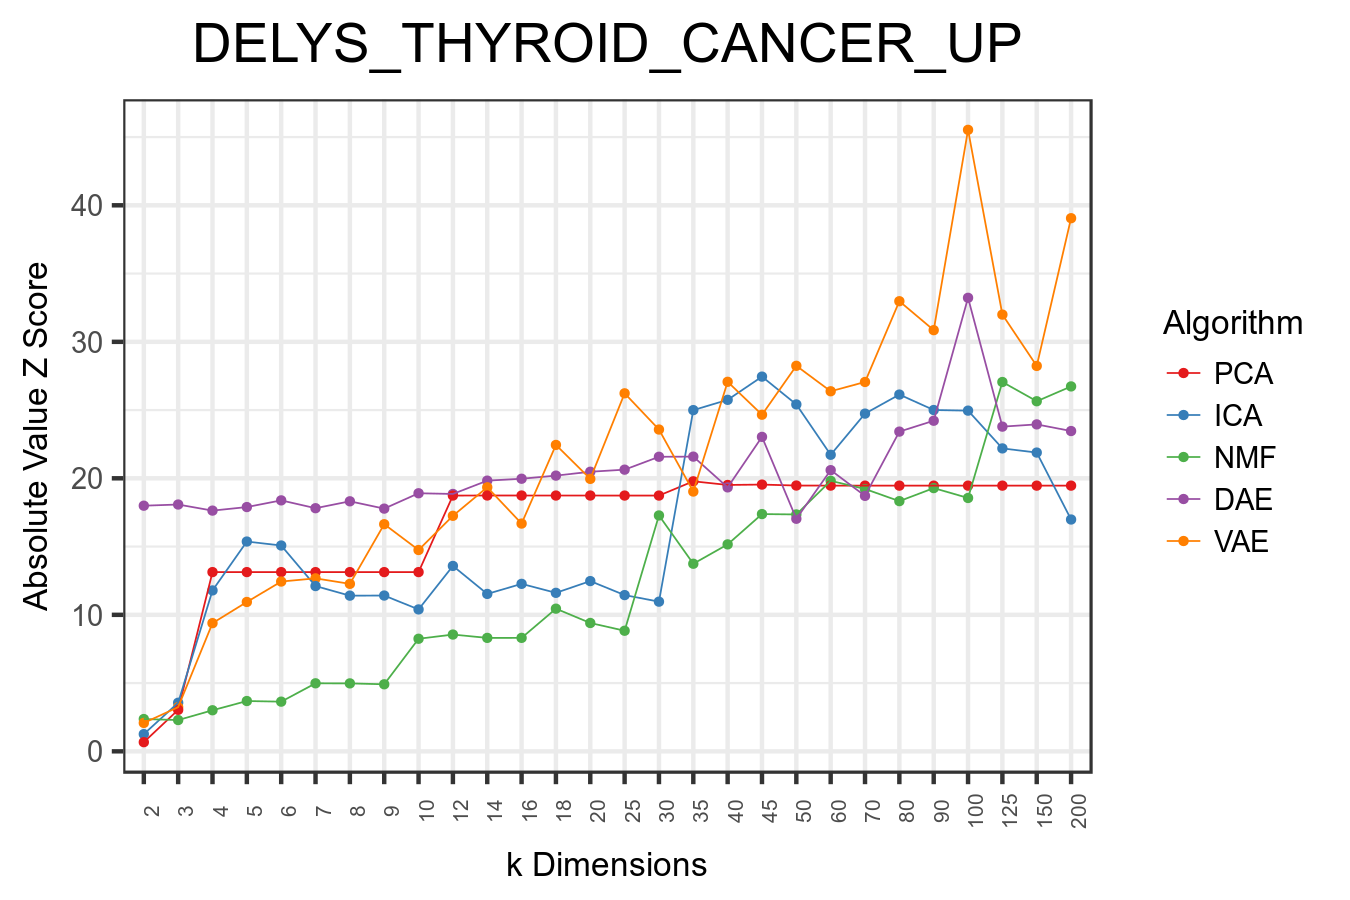 DELYS_THYROID_CANCER_UP
Absolute Value Z Score
40
30
20
10
0
2 3 4 5 6 7 8 9 10 12 14 16 18 20 25 30 35 40 45 50 60 70 80 90 100 125 150 200
k Dimensions
Algorithm
PCA
ICA
NMF
DAE
VAE